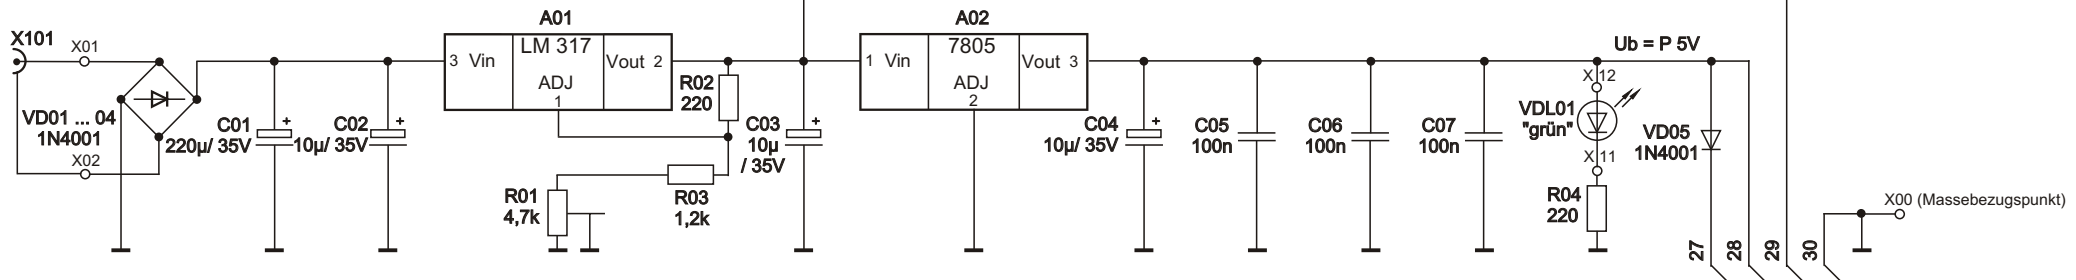 X101
X01
VD01 ... 04
1N4001
X02
C01
220µ/ 35V
+
C02
10µ/ 35V
+
A01
LM 317
3 Vin
Vout 2
ADJ
1
R02
220
R01
4,7k
R03
1,2k
C03
10µ
/ 35V
+
A02
7805
1 Vin
Vout 3
ADJ
2
C04
10µ/ 35V
+
C05
100n
C06
100n
C07
100n
Ub = P 5V
X 12
VDL01
"grün"
X 11
R04
220
VD05
1N4001
27
28
29
30
X00 (Massebezugspunkt)